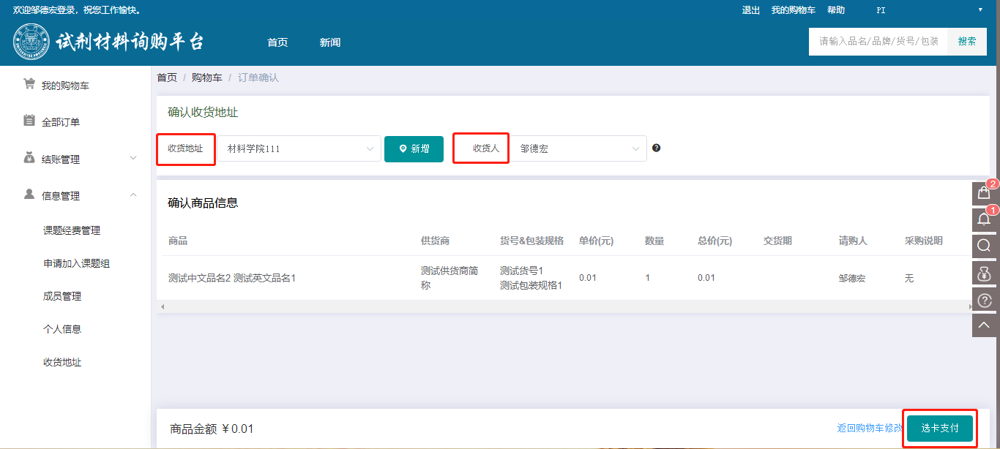 欢迎邹德宏登录，祝您工作愉快。
退出 我的购物车 帮助 PI
试剂材料询购平台
首页 新闻
请输入品名/品牌/货号/包装 搜索
我的购物车
全部订单
结账管理
信息管理
课题经费管理
申请加入课题组
成员管理
个人信息
收货地址
首页 / 购物车 / 订单确认
确认收货地址
收货地址 材料学院111 新增 收货人 邹德宏
确认商品信息
商品 供货商 货号&包装规格 单价(元) 数量 总价(元) 交货期 请购人 采购说明
测试中文品名2 测试英文品名1 测试供货商简称 测试货号1 测试包装规格1 0.01 1 0.01 邹德宏 无
2
1
商品金额 ￥0.01
返回购物车修改 选卡支付